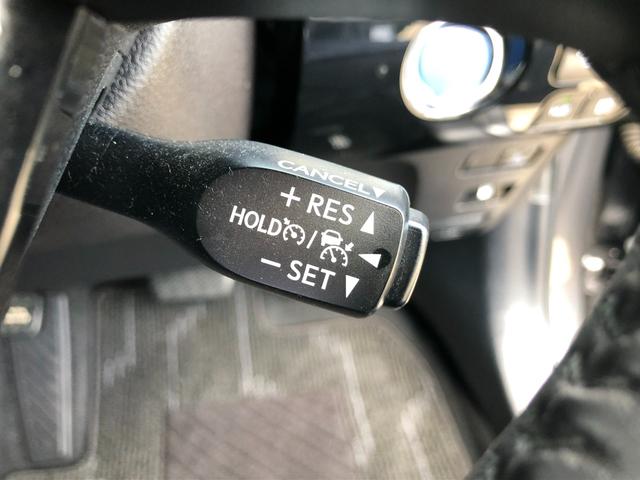 CANCEL
+ RES
HOLD /
- SET